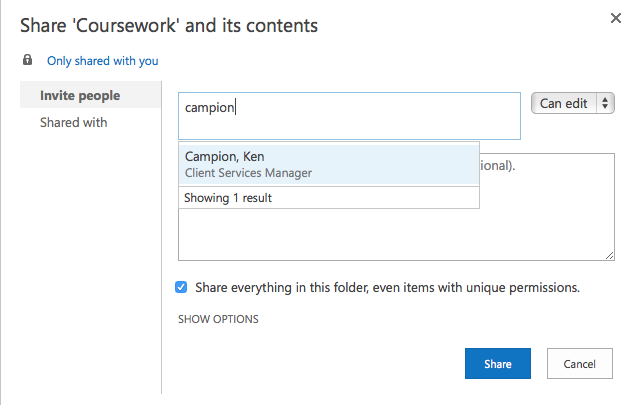 Share 'Coursework' and its contents
Only shared with you
Invite people
Shared with
campion
Can edit
Campion, Ken
Client Services Manager
Showing 1 result
ional).
Share everything in this folder, even items with unique permissions.
SHOW OPTIONS
Share
Cancel